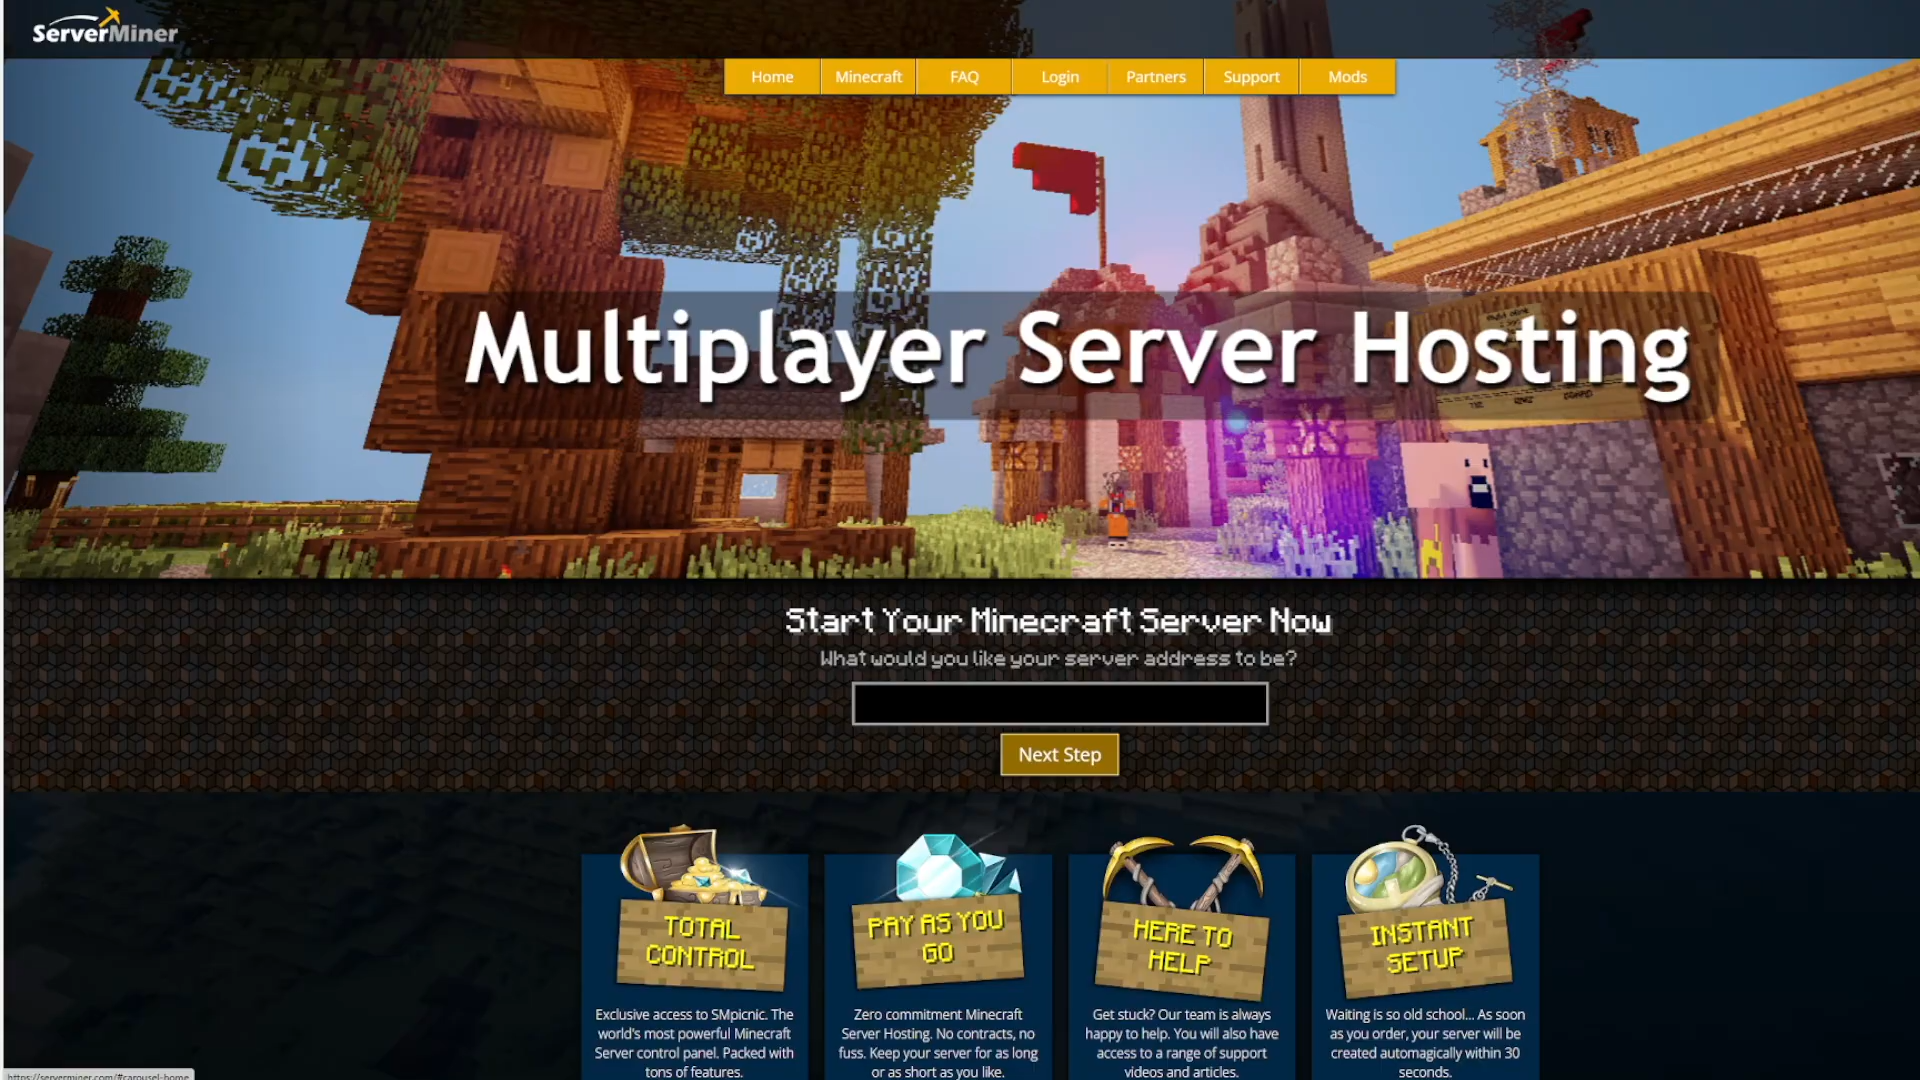 ServerMiner
Home
Minecraft
FAQ
Login
Partners
Support
Mods
Multiplayer Server Hosting
Start Your Minecraft Server Now
What would you like your server address to be?
Next Step
TOTAL
CONTROL
Exclusive access to SMpicnic. The
world's most powerful Minecraft
Server control panel. Packed with
tons of features.
PAY AS YOU
GO
Zero commitment Minecraft
Server Hosting. No contracts, no
fuss. Keep your server for as long
or as short as you like.
HERE TO
HELP
Get stuck? Our team is always
happy to help. You will also have
access to a range of support
videos and articles.
INSTANT
SETUP
Waiting is so old school... As soon
as you order, your server will be
created automagically within 30
seconds.
https://serverminer.com/#carousel-home